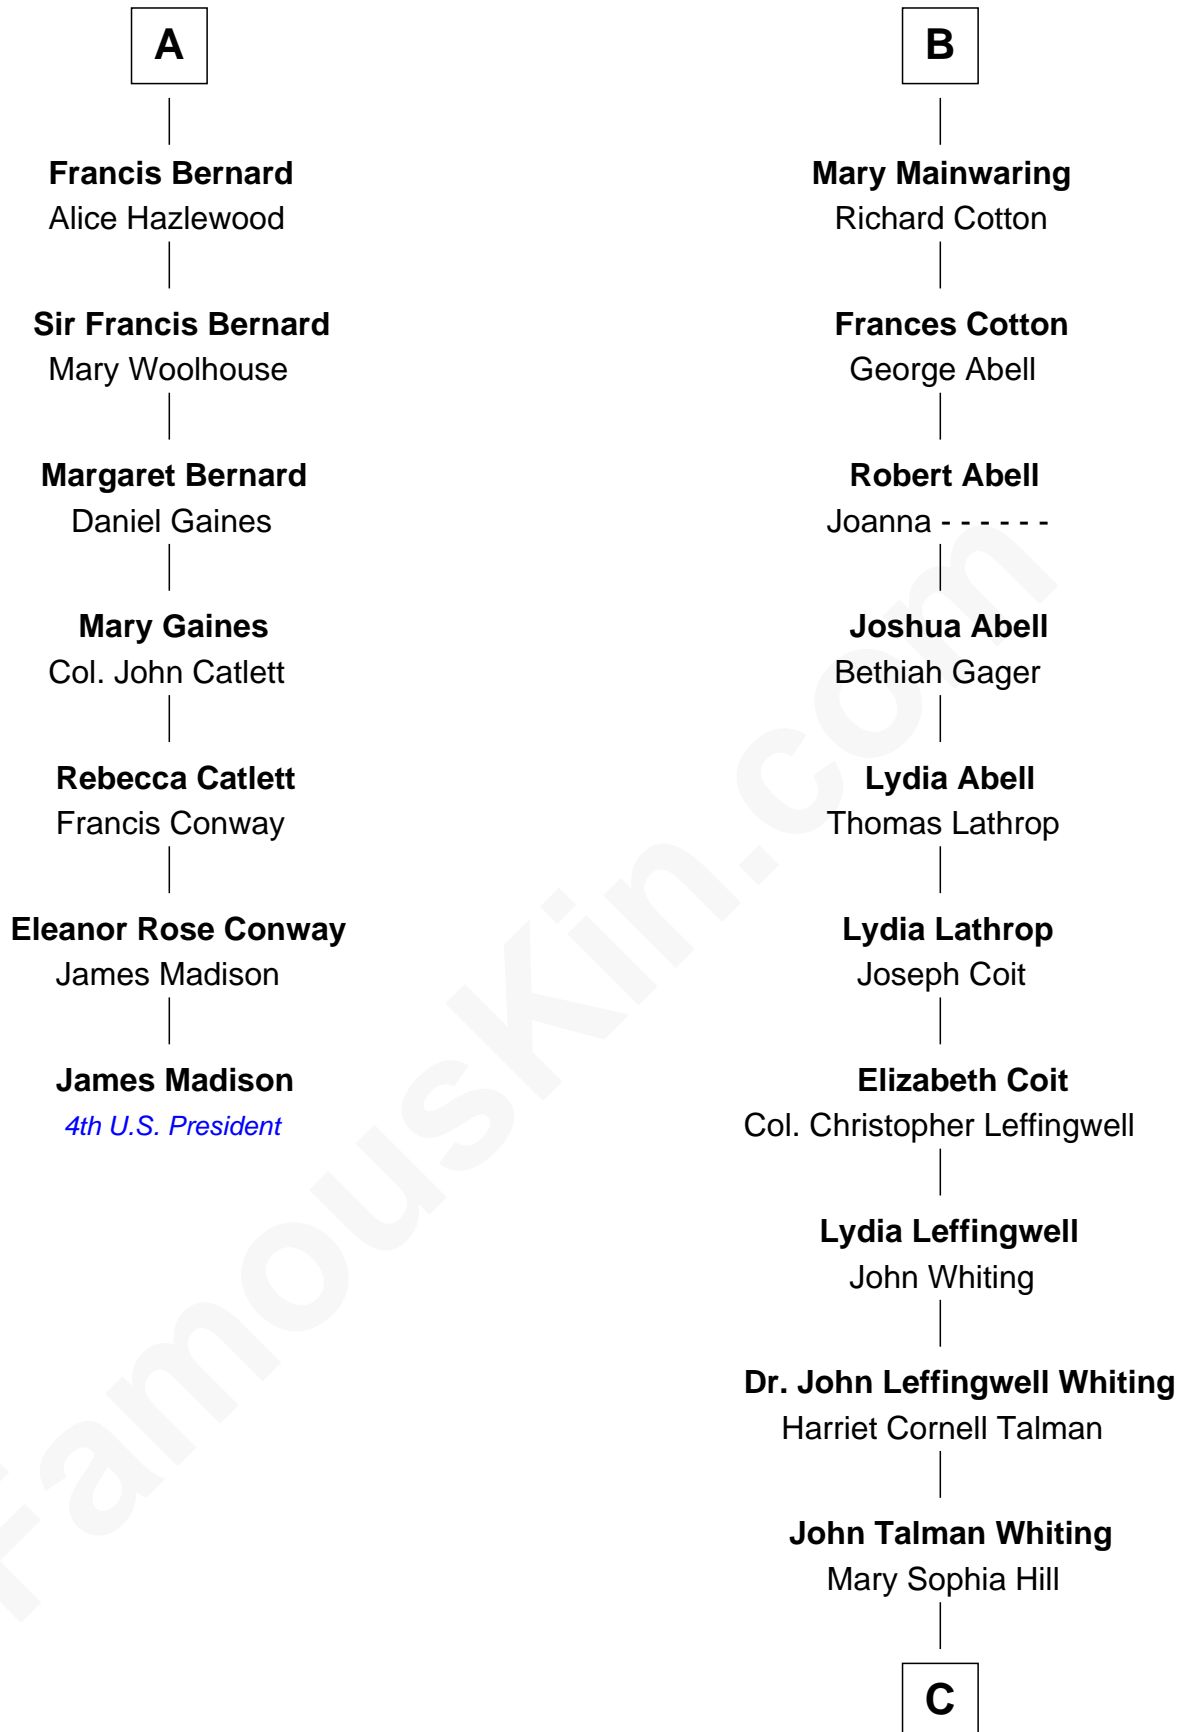 A
Francis Bernard
Alice Hazlewood
Sir Francis Bernard
Mary Woolhouse
Margaret Bernard
Daniel Gaines
Mary Gaines
Col. John Catlett
Rebecca Catlett
Francis Conway
Eleanor Rose Conway
James Madison
James Madison
4th U.S. President
B
Mary Mainwaring
Richard Cotton
Frances Cotton
George Abell
Robert Abell
Joanna - - - - - -
Joshua Abell
Bethiah Gager
Lydia Abell
Thomas Lathrop
Lydia Lathrop
Joseph Coit
Elizabeth Coit
Col. Christopher Leffingwell
Lydia Leffingwell
John Whiting
Dr. John Leffingwell Whiting
Harriet Cornell Talman
John Talman Whiting
Mary Sophia Hill
C
FamousKin.com